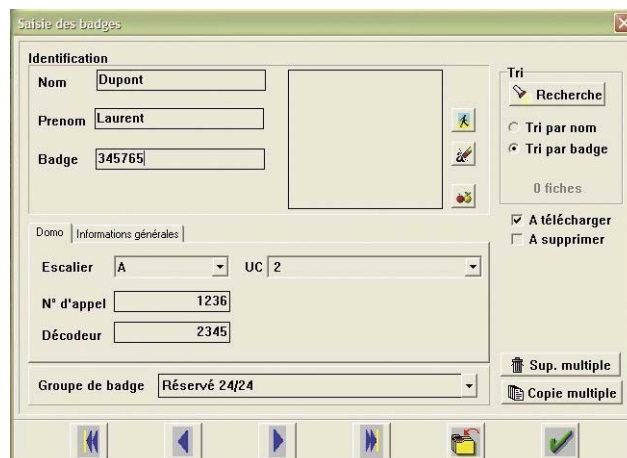 Saisie des badges
Identification
Nom Dupont
Prenom Laurent
Badge 345765
Tri
Recherche
Tri par nom
Tri par badge
0 fiches
A télécharger
A supprimer
Domo Informations générales
Escalier A UC 2
N° d'appel 1236
Décodeur 2345
Groupe de badge Réservé 24/24
Sup. multiple
Copie multiple